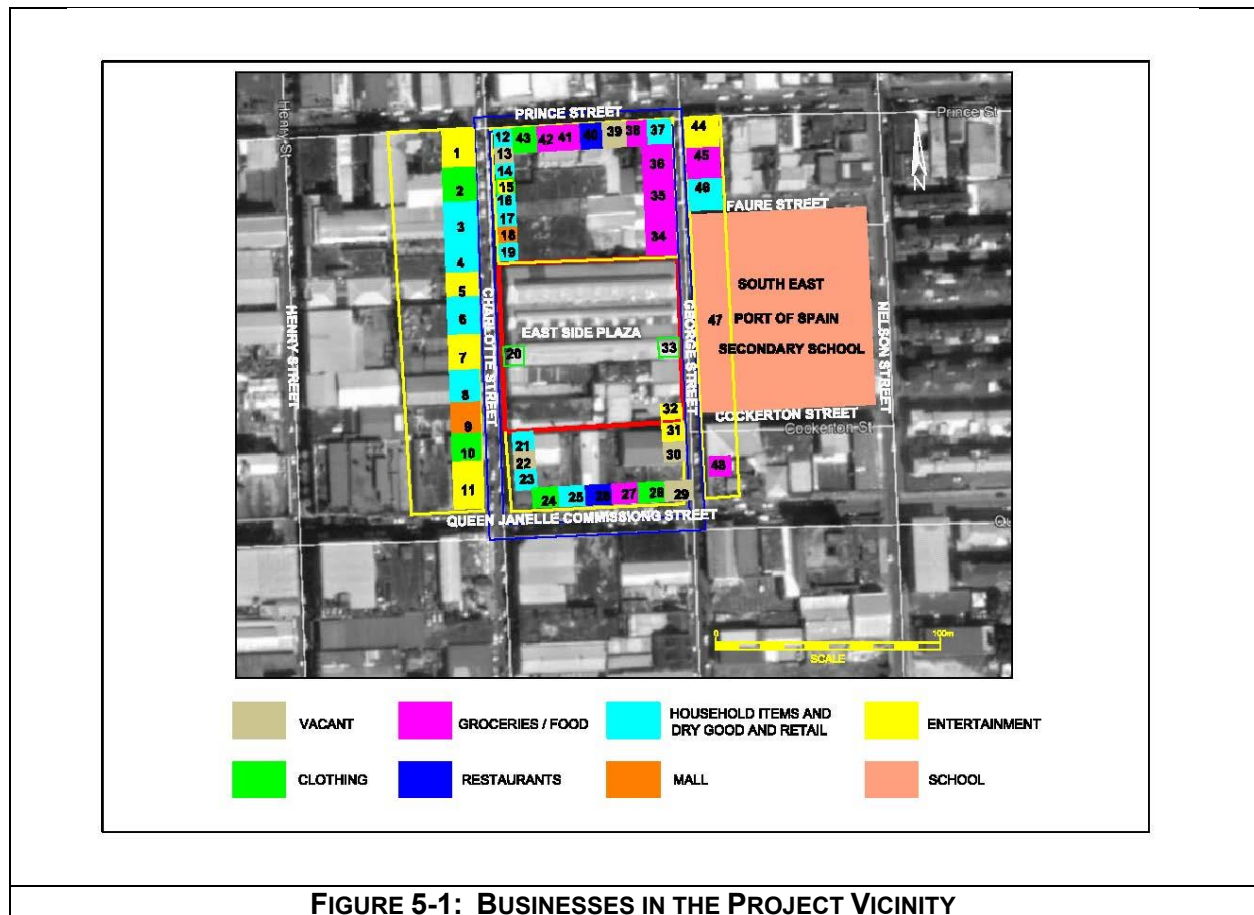 Henry St
PRINCE STREET
Prince St
12 43 42 41 40 39 38 37
44
1
13
14
36
45
2
15
16
35
46
FAURE STREET
3
17
18
34
19
4
5
SOUTH EAST
HENRY STREET
CHARLOTTE STREET
GEORGE STREET
NELSON STREET
6
EAST SIDE PLAZA
47 PORT OF SPAIN
7
20
33
SECONDARY SCHOOL
8
32
COCKERTON STREET
9
31
Cockerton St
10
21
22
30
23
48
11
24 25 26 27 28 29
QUEEN JANELLE COMMISSIONG STREET
0
100m
SCALE
VACANT
GROCERIES / FOOD
HOUSEHOLD ITEMS AND
DRY GOOD AND RETAIL
ENTERTAINMENT
CLOTHING
RESTAURANTS
MALL
SCHOOL
FIGURE 5-1: BUSINESSES IN THE PROJECT VICINITY